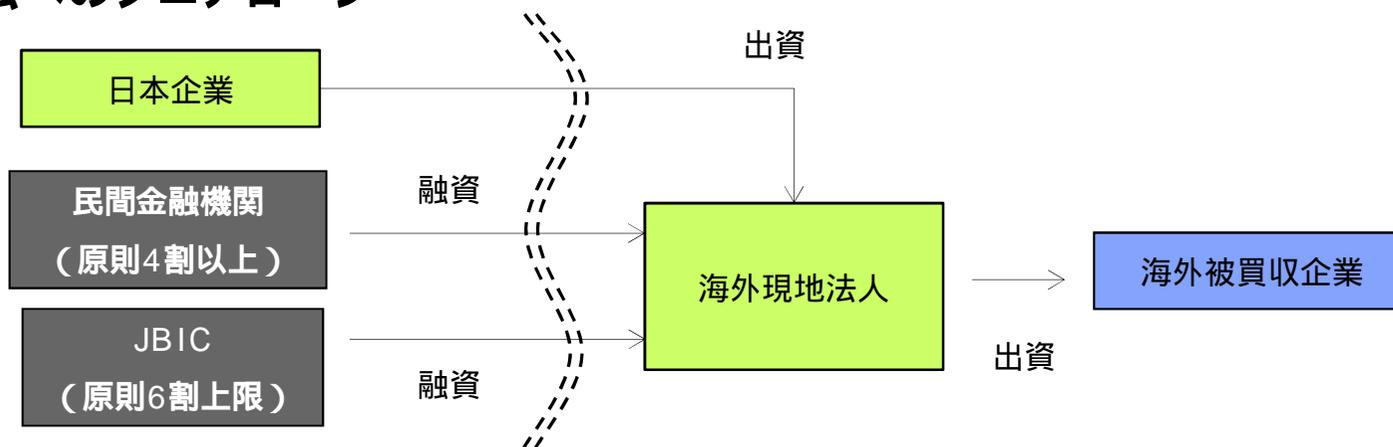 出資
日本企業
民間金融機関
(原則4割以上)
融資
海外現地法人
海外被買収企業
JBIC
(原則6割上限)
融資
出資